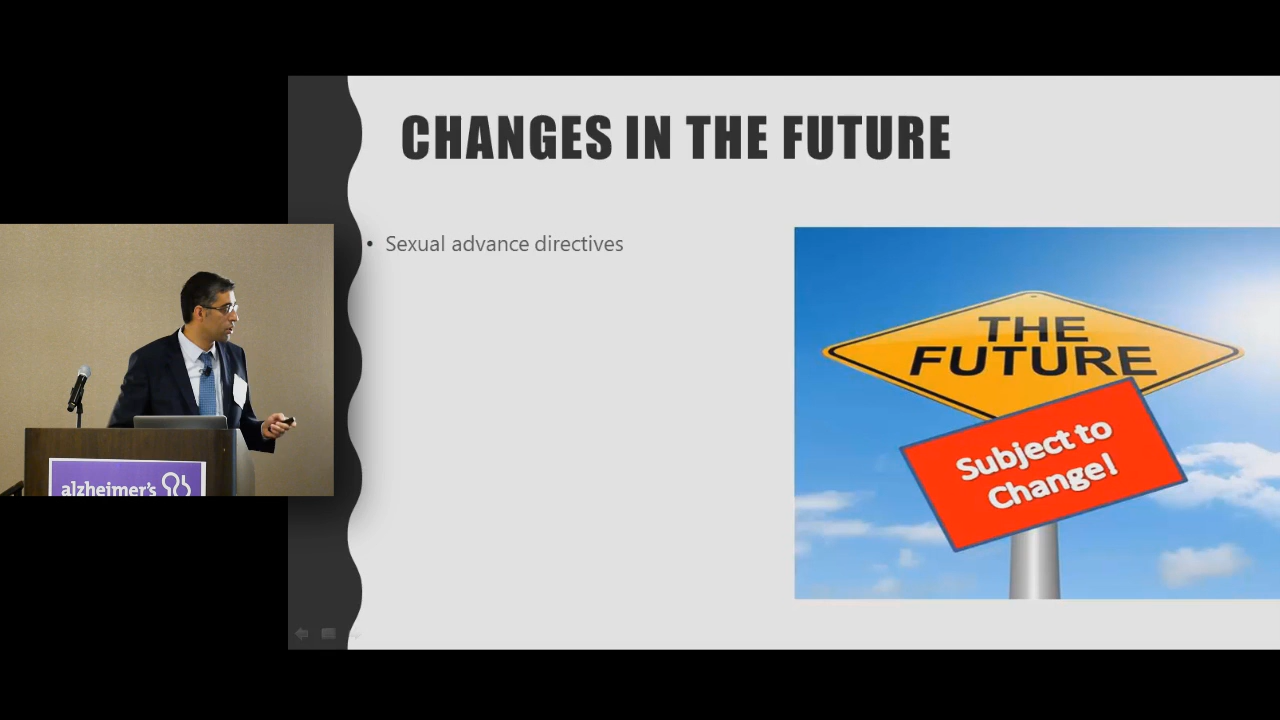 CHANGES IN THE FUTURE
• Sexual advance directives
THE
FUTURE
Subject to
Change!
alzheimer's